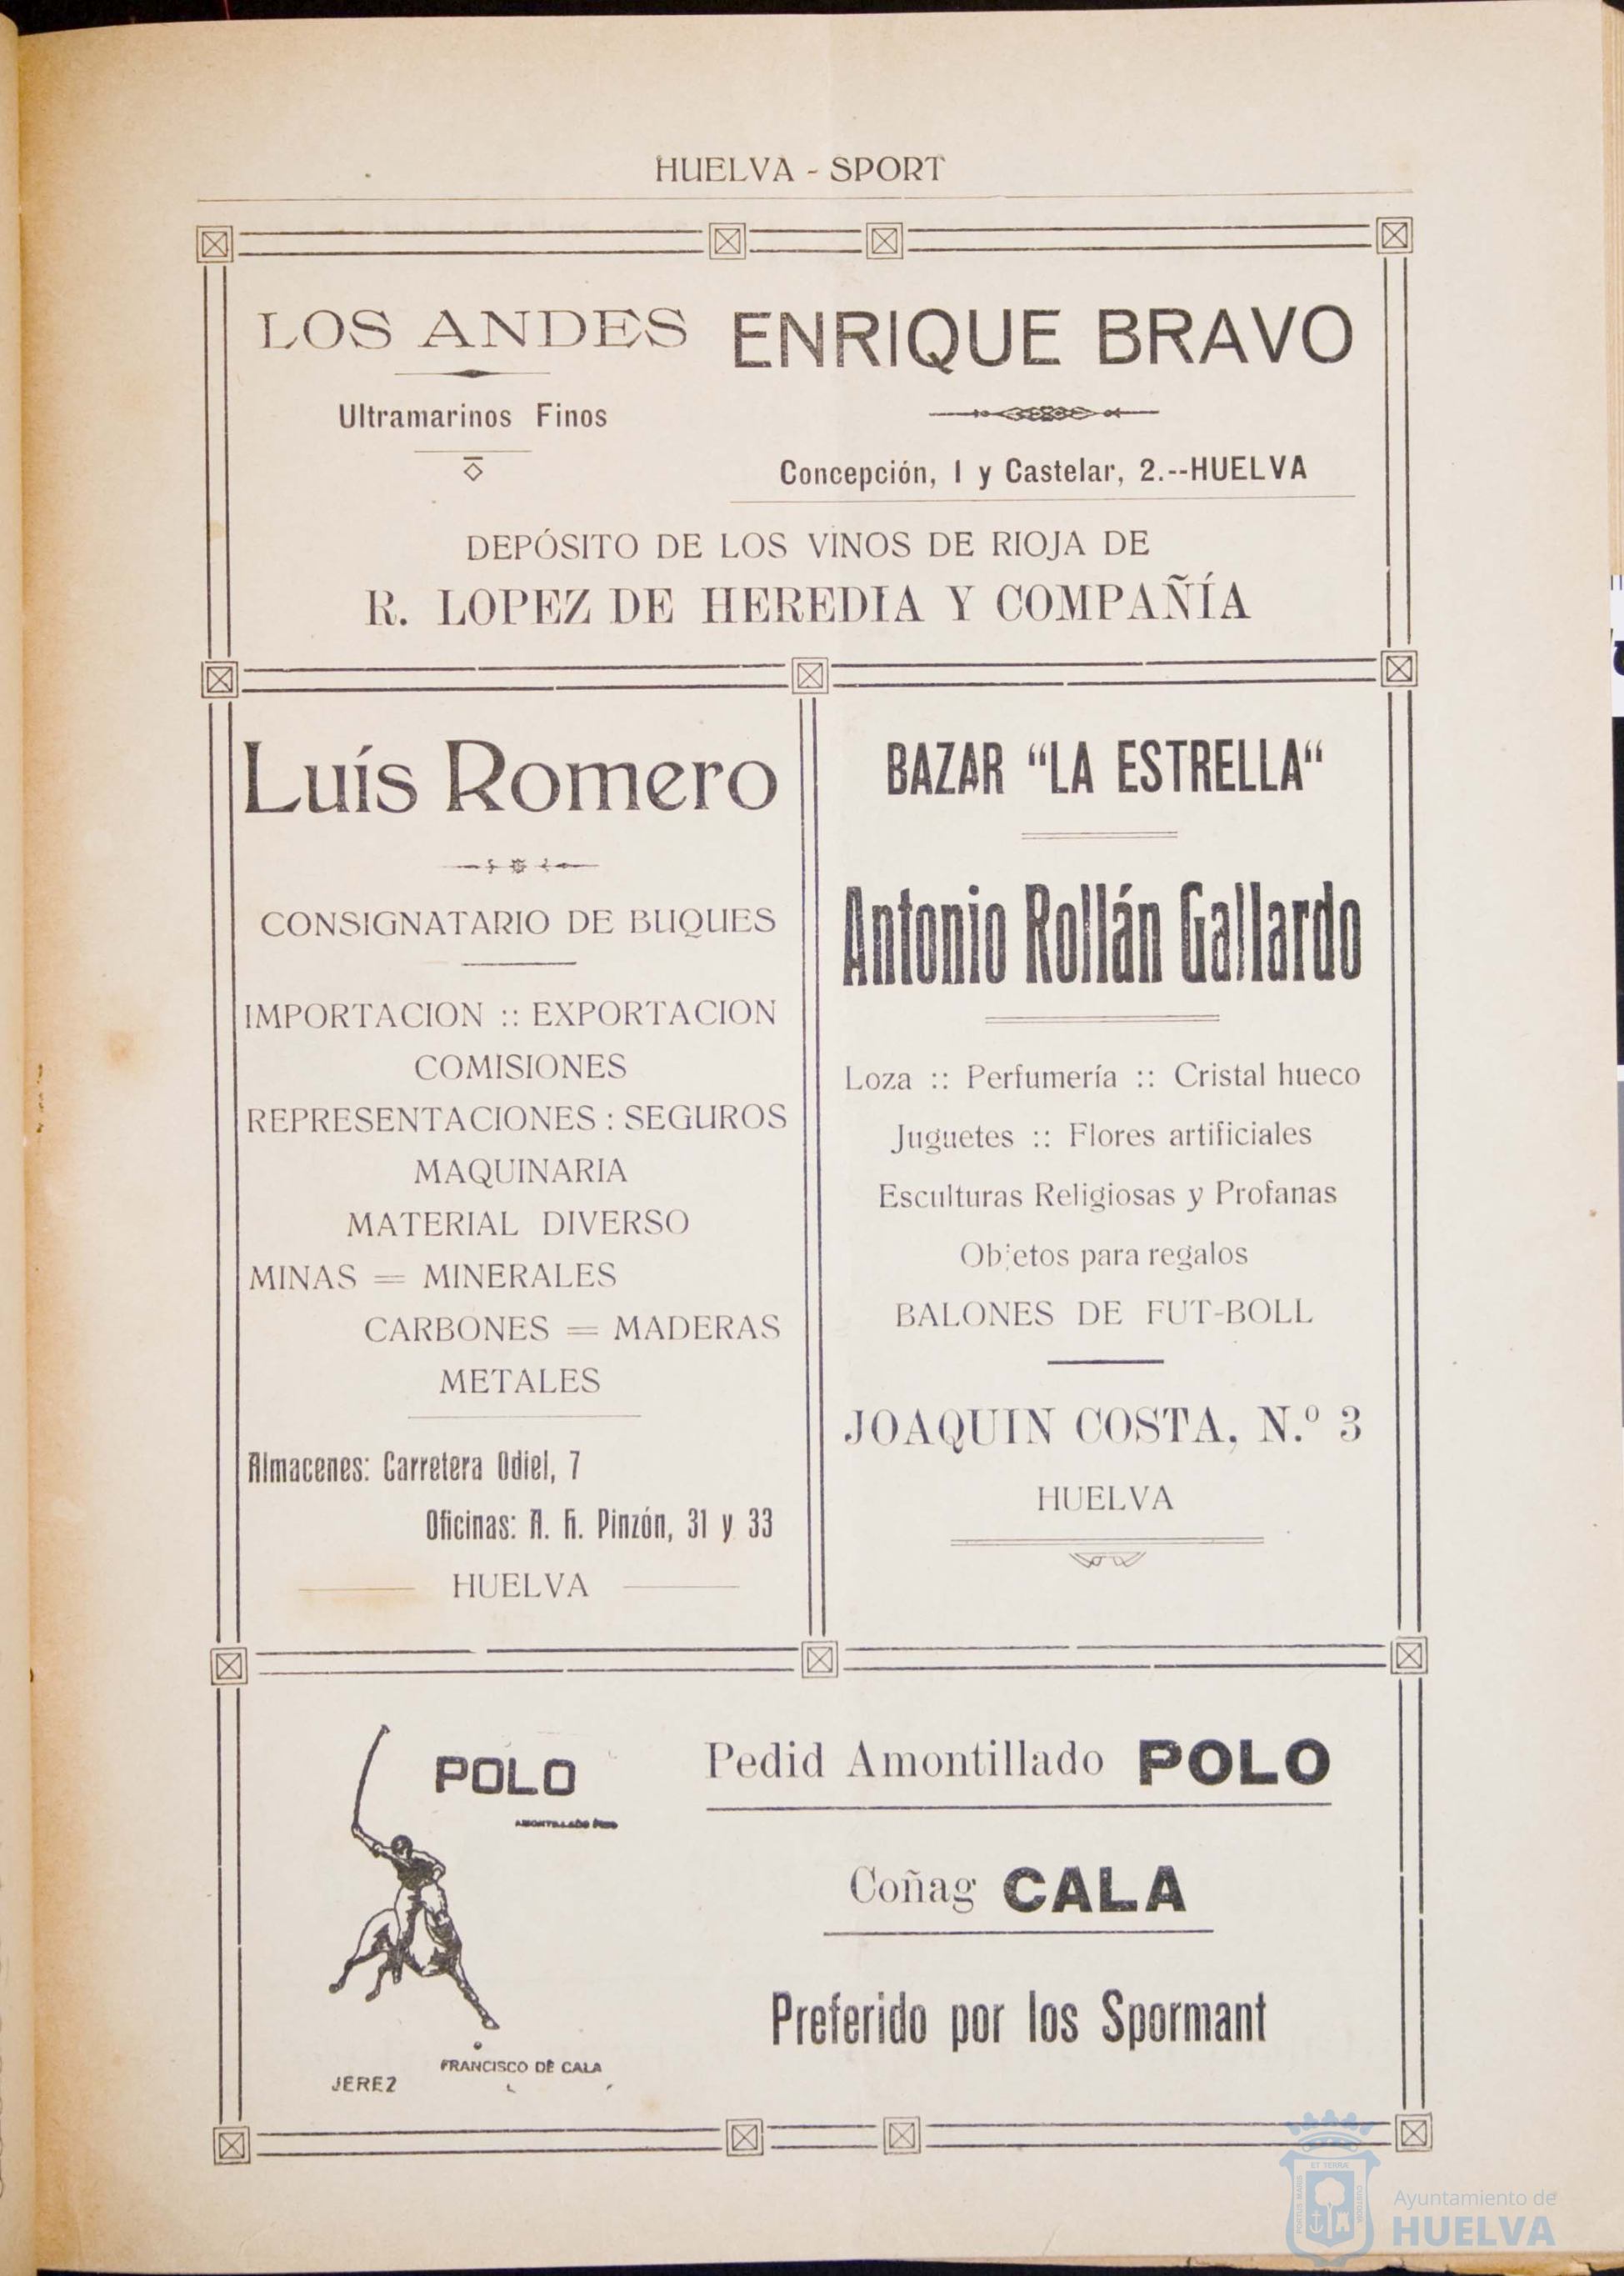 HUELVA - SPORT
LOS ANDES
Ultramarinos Finos
ENRIQUE BRAVO
Concepción, 1 y Castelar, 2.--HUELVA
DEPÓSITO DE LOS VINOS DE RIOJA DE
R. LOPEZ DE HEREDIA Y COMPAÑÍA
Luís Romero
CONSIGNATARIO DE BUQUES
IMPORTACION :: EXPORTACION
COMISIONES
REPRESENTACIONES : SEGUROS
MAQUINARIA
MATERIAL DIVERSO
MINAS = MINERALES
CARBONES = MADERAS
METALES
Almacenes: Carretera Odiel, 7
Oficinas: A. H. Pinzón, 31 y 33
HUELVA
BAZAR “LA ESTRELLA“
Antonio Rollán Gallardo
Loza :: Perfumería :: Cristal hueco
Juguetes :: Flores artificiales
Esculturas Religiosas y Profanas
Objetos para regalos
BALONES DE FUT-BOLL
JOAQUIN COSTA, N.º 3
HUELVA
POLO
AMONTILLADO FINO
FRANCISCO DE CALA
JEREZ
Pedid Amontillado POLO
Coñag CALA
Preferido por los Spormant
Ayuntamiento de
HUELVA